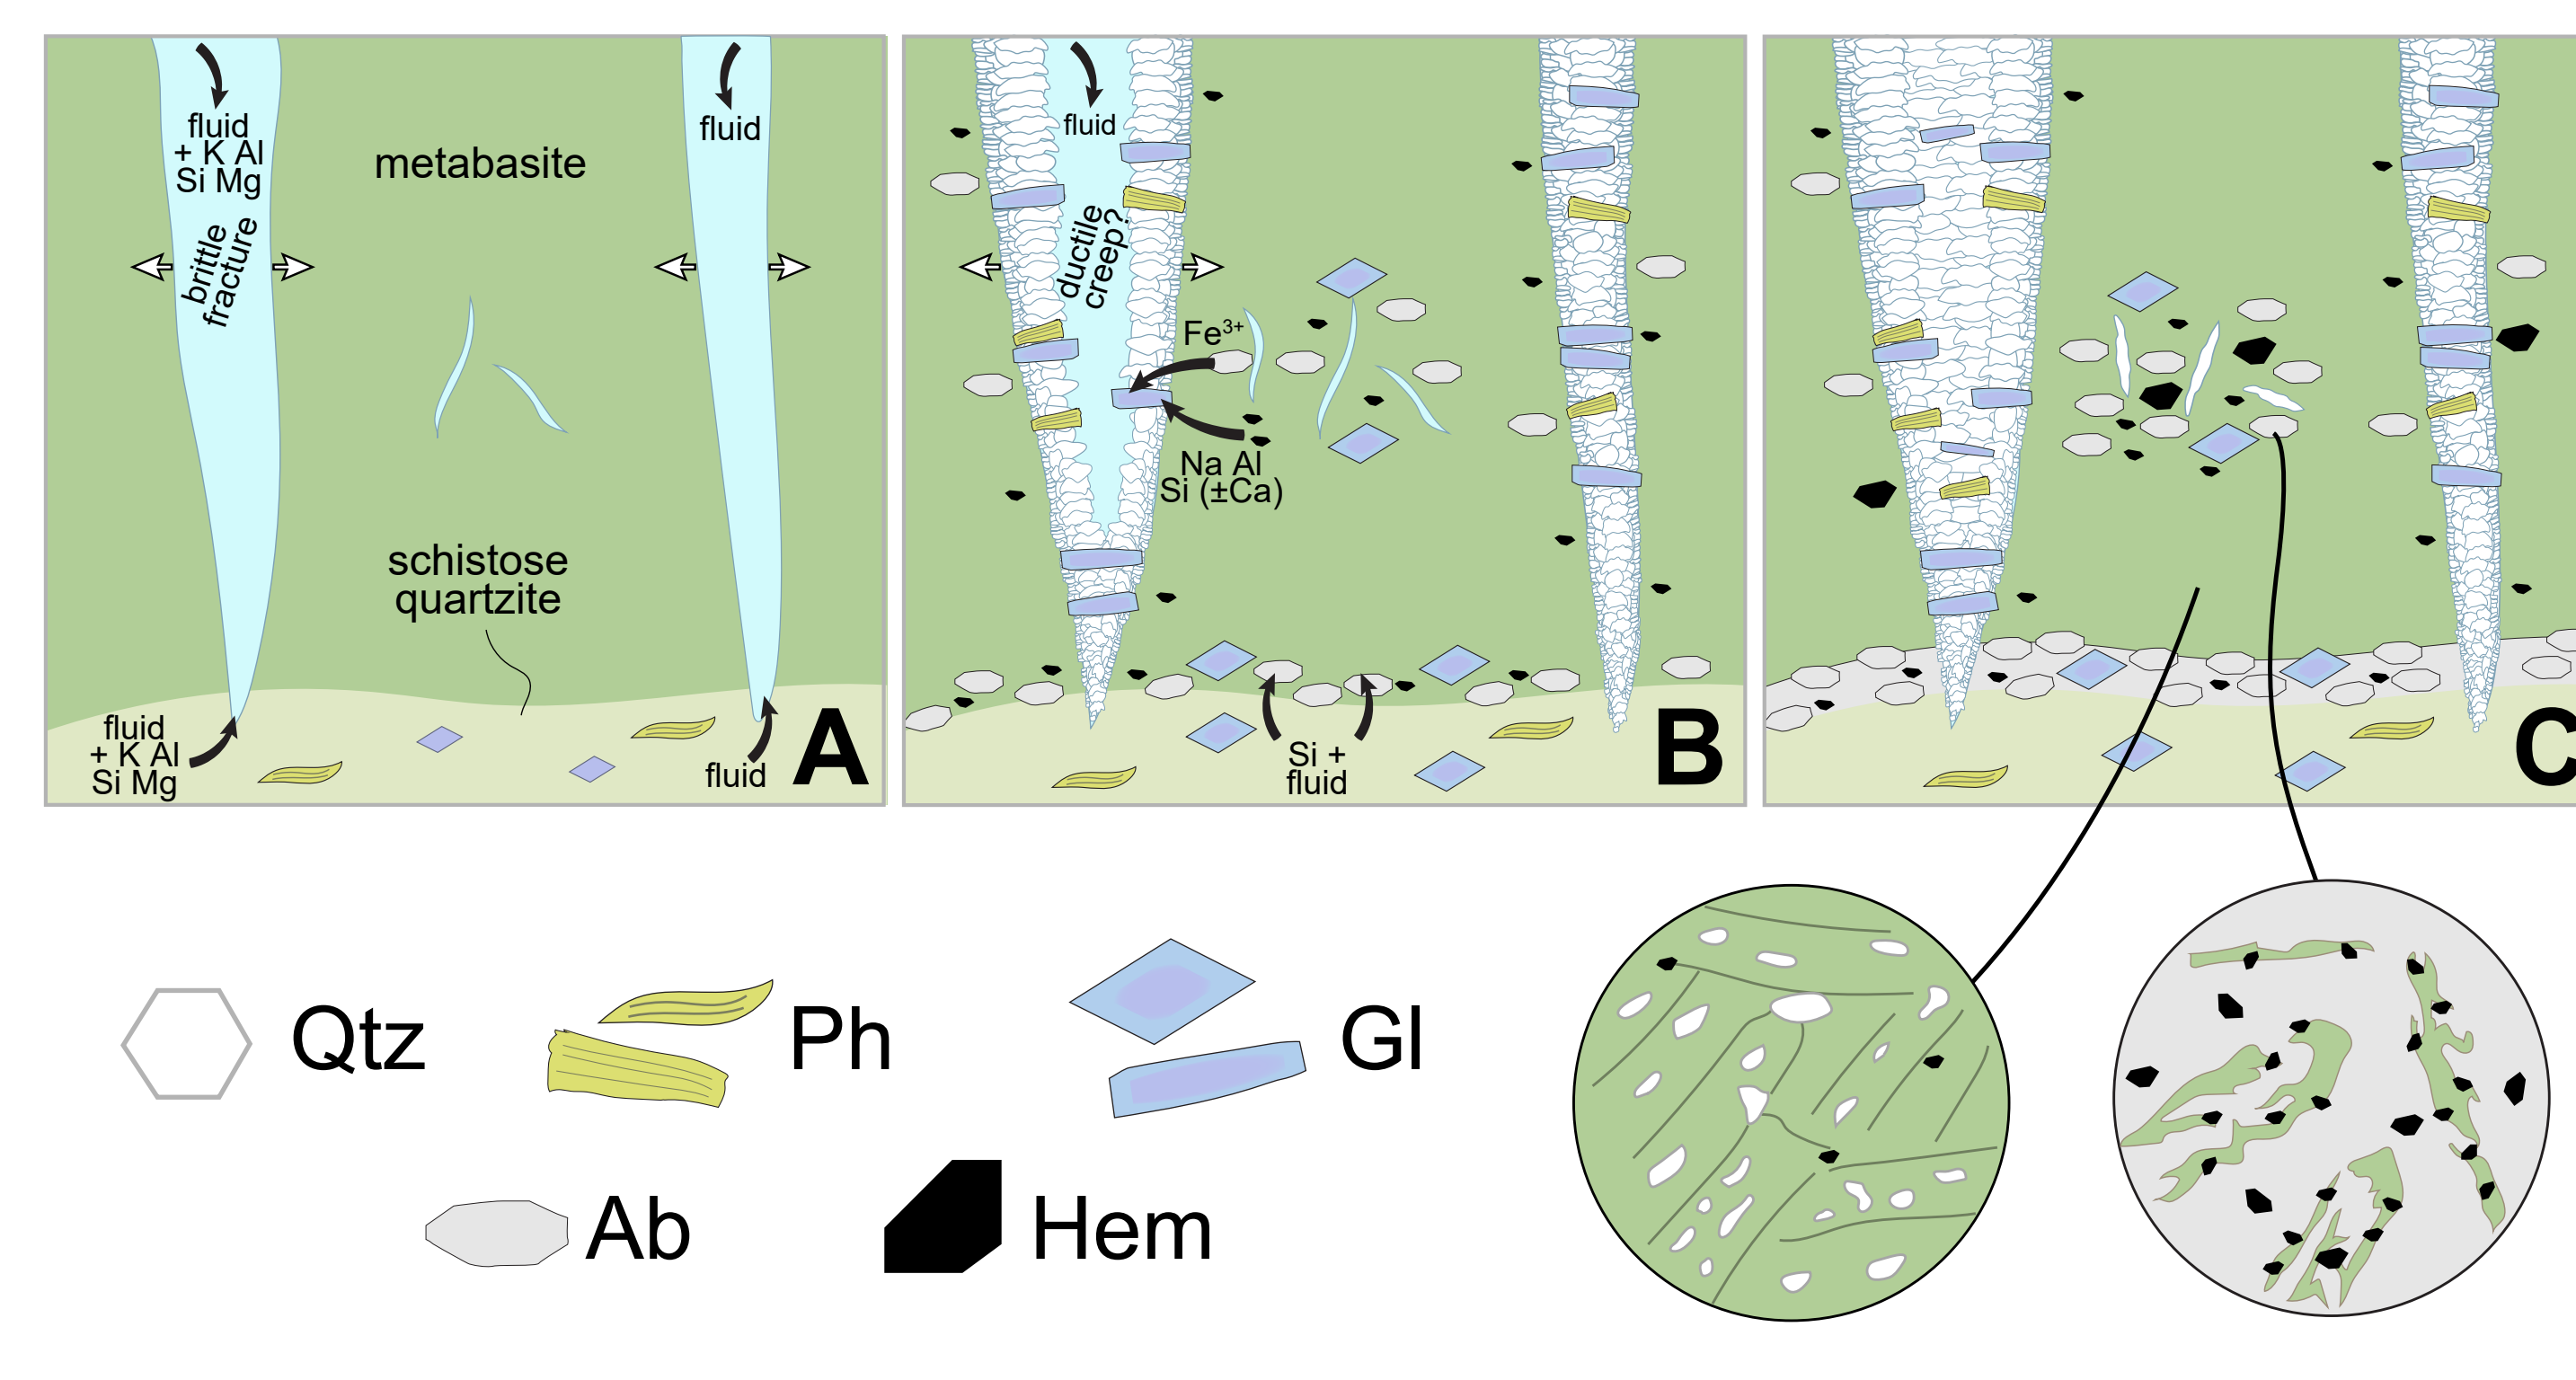 fluid
+ K Al
Si Mg
brittle
fracture
metabasite
fluid
schistose
quartzite
fluid
+ K Al
Si Mg
fluid
A
fluid
ductile
creep?
Fe³⁺
Na Al
Si (±Ca)
Si +
fluid
B
C
Qtz
Ph
Gl
Ab
Hem